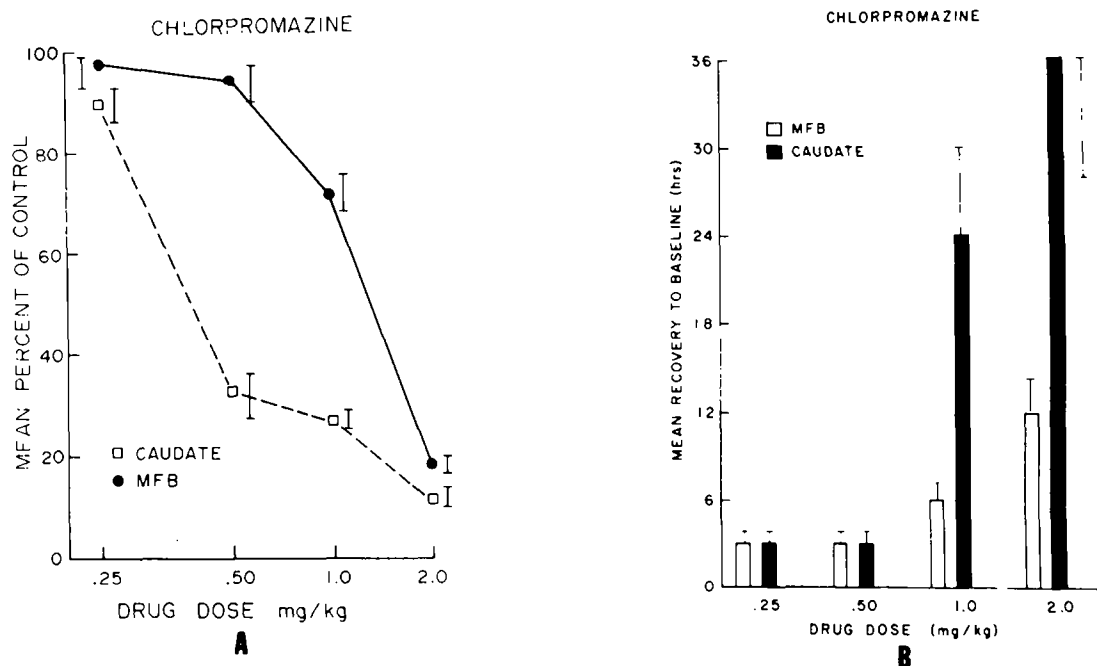 CHLORPROMAZINE
100
80
60
40
20
0
MFAN PERCENT OF CONTROL
CAUDATE
MFB
.25 .50 1.0 2.0
DRUG DOSE mg/kg
A
CHLORPROMAZINE
36
30
24
18
12
6
0
MEAN RECOVERY TO BASELINE (hrs)
MFB
CAUDATE
.25 .50 1.0 2.0
DRUG DOSE (mg/kg)
B